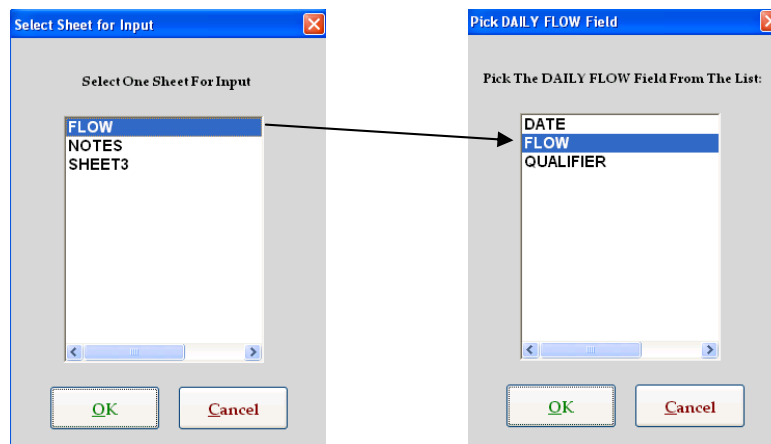 Select Sheet for Input
Select One Sheet For Input
FLOW
NOTES
SHEET3
OK
Cancel
Pick DAILY FLOW Field
Pick The DAILY FLOW Field From The List:
DATE
FLOW
QUALIFIER
OK
Cancel